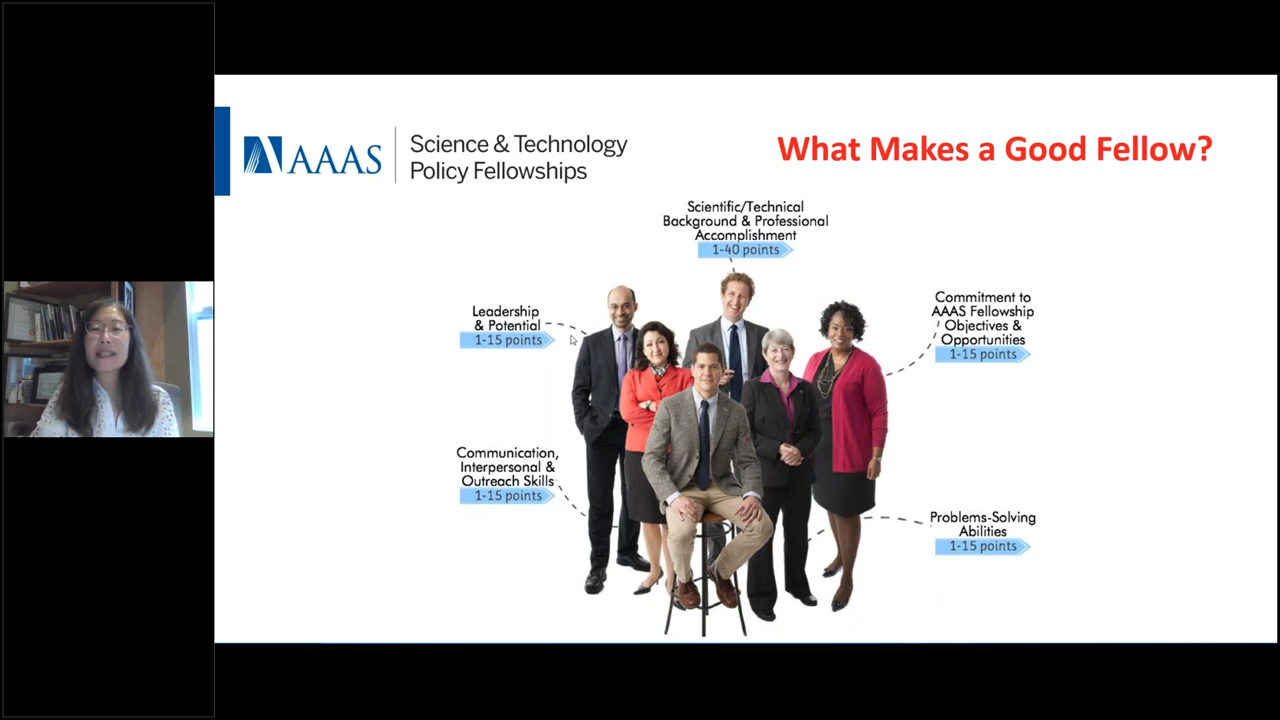 AAAS
Science & Technology
Policy Fellowships
What Makes a Good Fellow?
Scientific/Technical
Background & Professional
Accomplishment
1-40 points
Leadership
& Potential
1-15 points
Commitment to
AAAS Fellowship
Objectives &
Opportunities
1-15 points
Communication,
Interpersonal &
Outreach Skills
1-15 points
Problems-Solving
Abilities
1-15 points